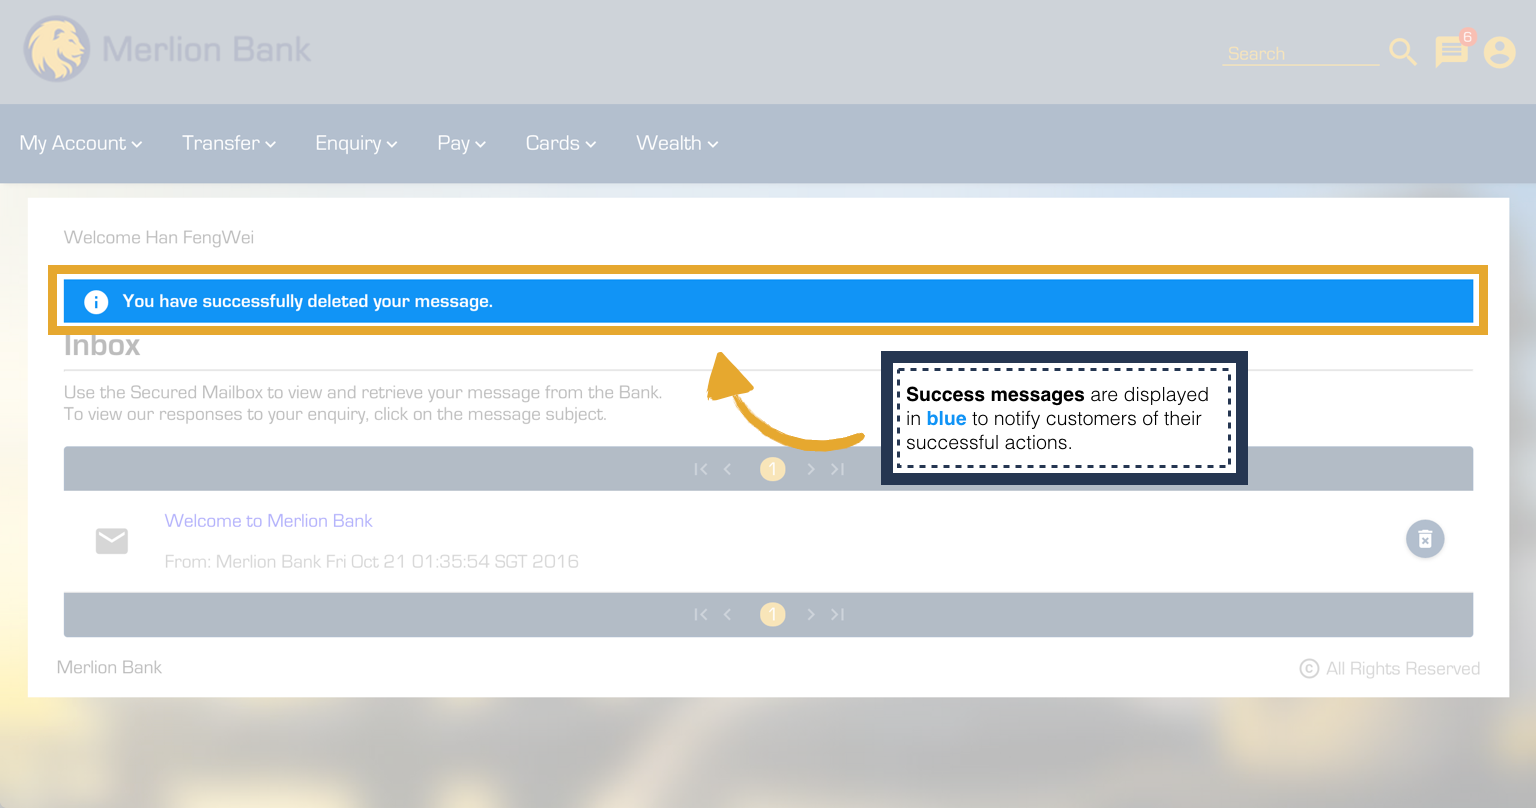 Merlion Bank
Search
6
My Account
Transfer
Enquiry
Pay
Cards
Wealth
Welcome Han FengWei
You have successfully deleted your message.
Inbox
Use the Secured Mailbox to view and retrieve your message from the Bank.
To view our responses to your enquiry, click on the message subject.
Success messages are displayed
in blue to notify customers of their
successful actions.
1
Welcome to Merlion Bank
From: Merlion Bank Fri Oct 21 01:35:54 SGT 2016
1
Merlion Bank
© All Rights Reserved